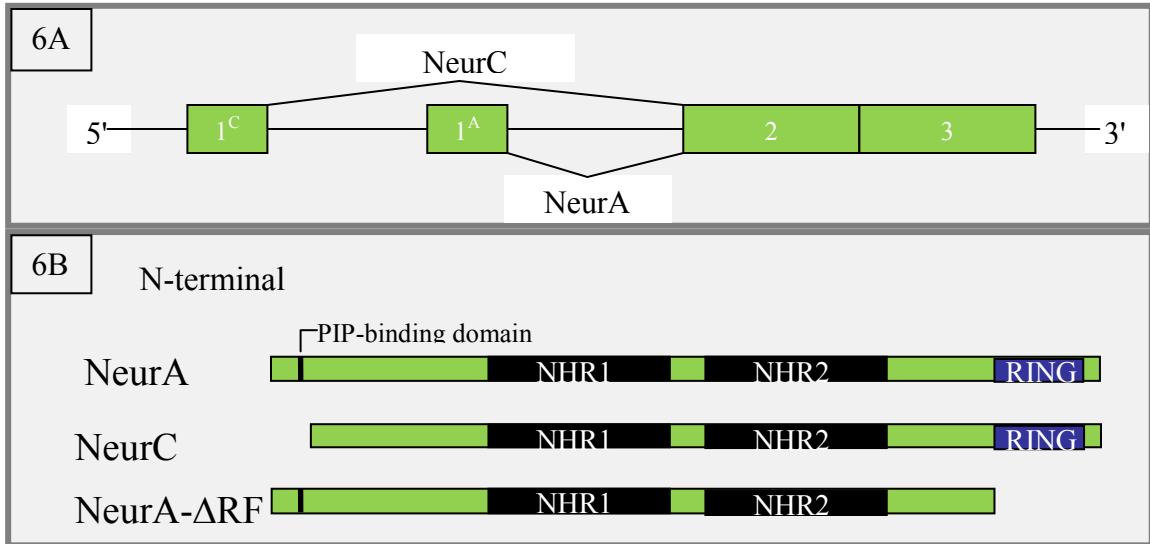 6A
NeurC
5' 1C 1A 2 3 3'
NeurA
6B
N-terminal
PIP-binding domain
NeurA NHR1 NHR2 RING
NeurC NHR1 NHR2 RING
NeurA-ΔRF NHR1 NHR2